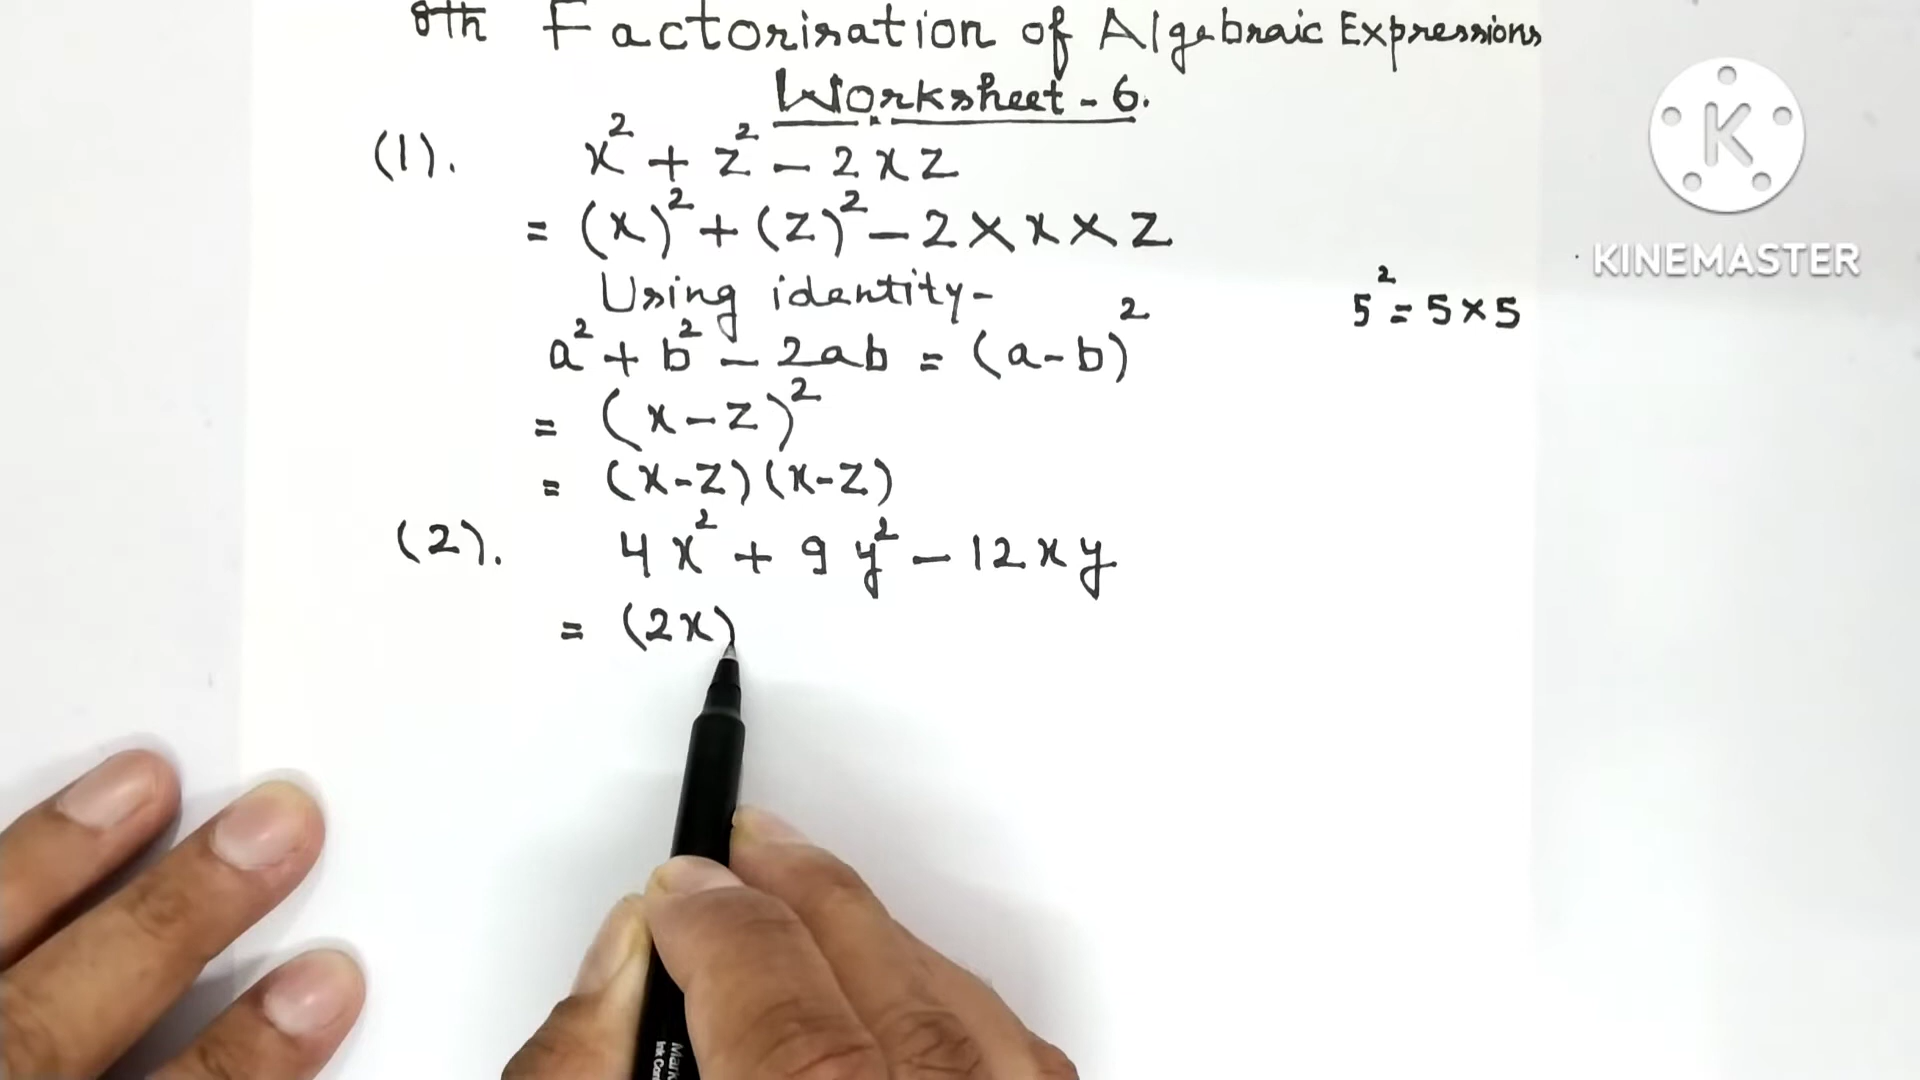 8th Factorisation of Algebraic Expressions
Worksheet - 6.
(1). x² + z² - 2xz
= (x)² + (z)² - 2 × x × z
Using identity-
a² + b² - 2ab = (a-b)²
= (x-z)²
= (x-z)(x-z)
(2). 4x² + 9y² - 12xy
= (2x)
5² = 5×5
K
KINEMASTER